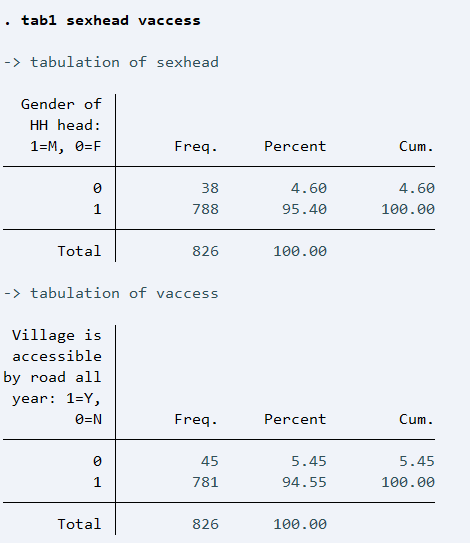 . tab1 sexhead vaccess
-> tabulation of sexhead
Gender of
HH head:
1=M, 0=F Freq. Percent Cum.
0 38 4.60 4.60
1 788 95.40 100.00
Total 826 100.00
-> tabulation of vaccess
Village is
accessible
by road all
year: 1=Y,
0=N Freq. Percent Cum.
0 45 5.45 5.45
1 781 94.55 100.00
Total 826 100.00